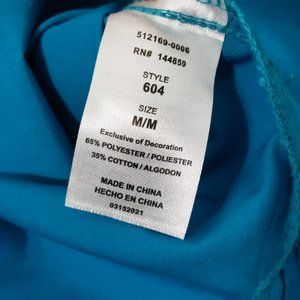 512169-0006
RN# 144859
STYLE
604
SIZE
M/M
Exclusive of Decoration
65% POLYESTER / POLIESTER
35% COTTON / ALGODON
MADE IN CHINA
HECHO EN CHINA
03152021